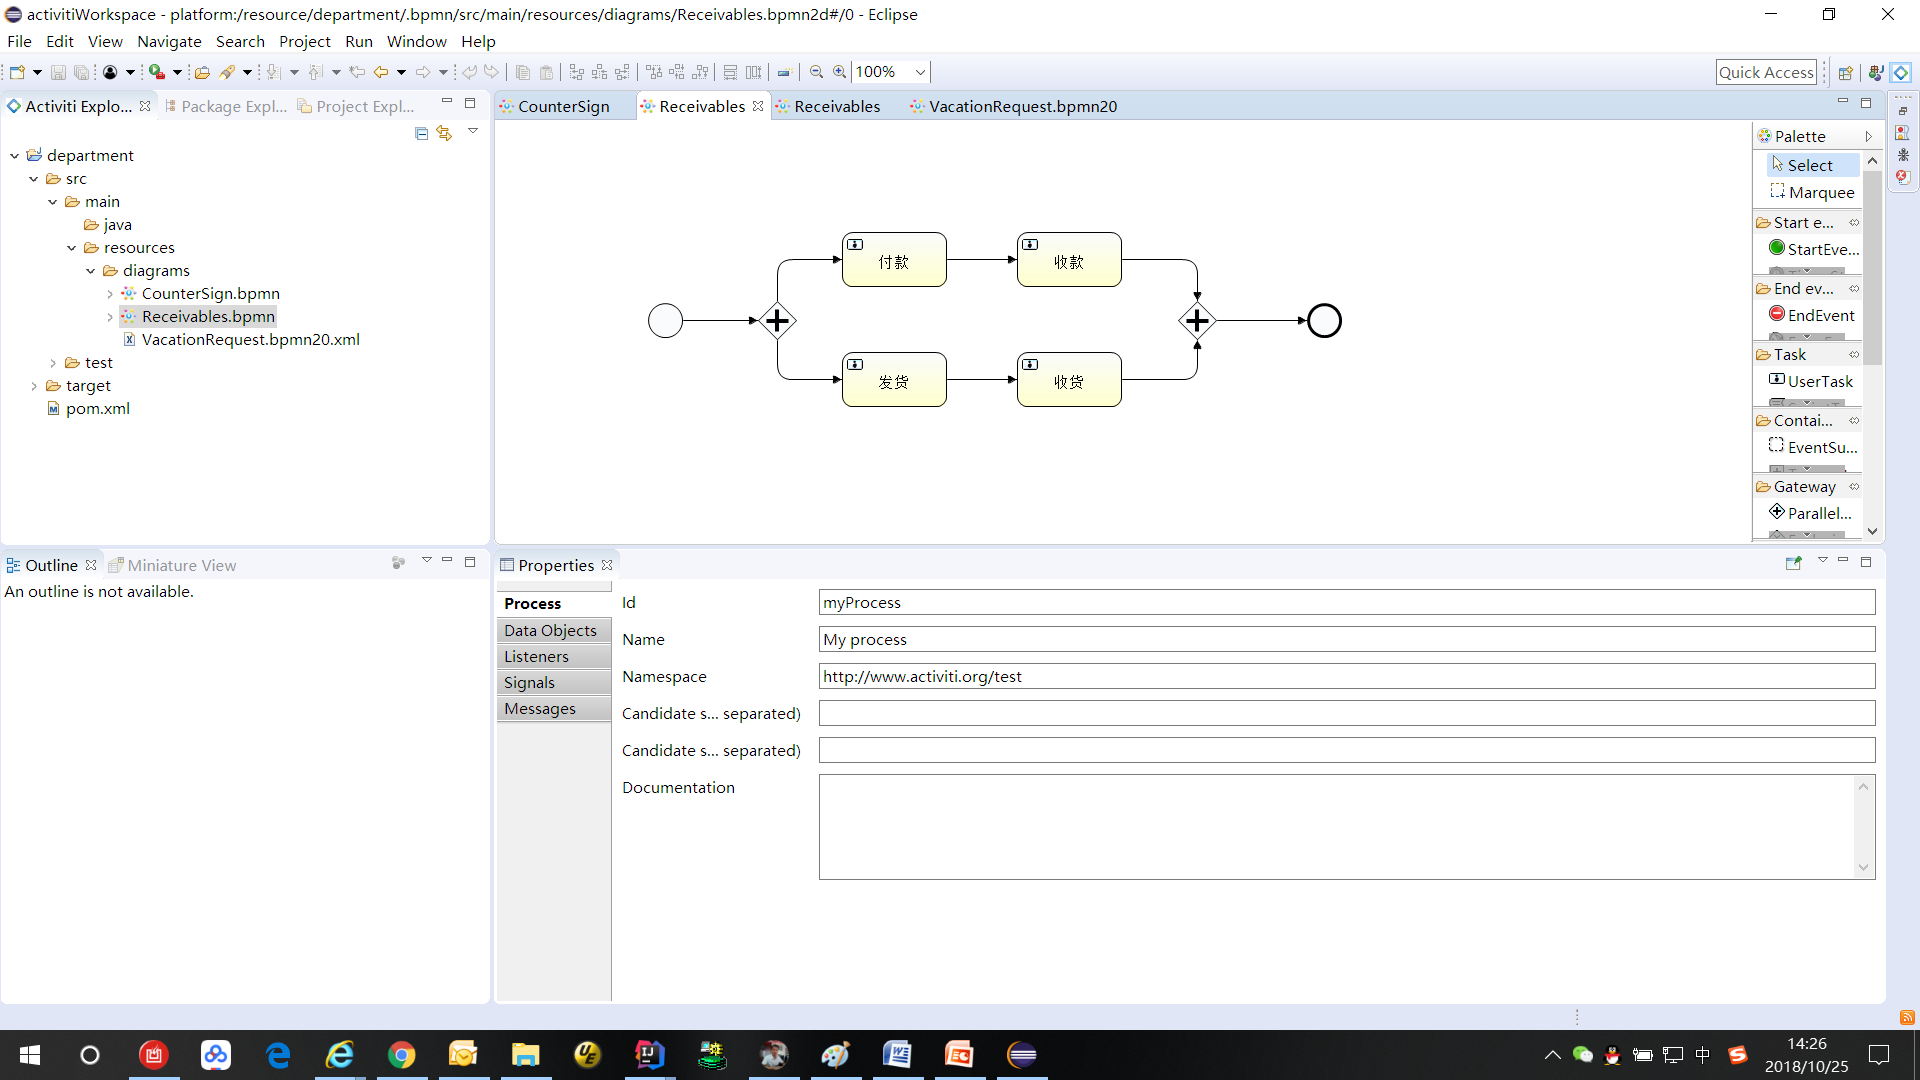 activitiWorkspace - platform:/resource/department/.bpmn/src/main/resources/diagrams/Receivables.bpmn2d#/0 - Eclipse
File Edit View Navigate Search Project Run Window Help
100%
Quick Access
Activiti Explo...
Package Expl...
Project Expl...
department
src
main
java
resources
diagrams
CounterSign.bpmn
Receivables.bpmn
VacationRequest.bpmn20.xml
test
target
pom.xml
CounterSign
Receivables
Receivables
VacationRequest.bpmn20
付款
收款
发货
收货
Palette
Select
Marquee
Start e...
StartEve...
End ev...
EndEvent
Task
UserTask
Contai...
EventSu...
Gateway
Parallel...
Outline
Miniature View
An outline is not available.
Properties
Process
Data Objects
Listeners
Signals
Messages
Id
myProcess
Name
My process
Namespace
http://www.activiti.org/test
Candidate s... separated)
Candidate s... separated)
Documentation
中
14:26
2018/10/25